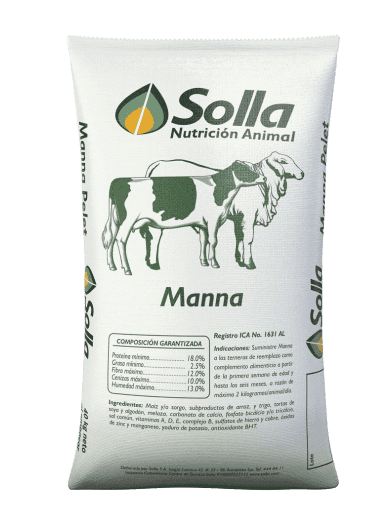 Solla
Nutrición Animal
Manna
COMPOSICIÓN GARANTIZADA
Proteína mínimo 18.0%
Grasa mínimo 2.5%
Fibra máximo 12.0%
Cenizas máximo 10.0%
Humedad máximo 13.0%
Registro ICA No. 1631 AL
Indicaciones: Suministre Manna
a las terneras de reemplazo como
complemento alimenticio a partir
de la primera semana de edad y
hasta los seis meses, a razón de
máximo 2 kilogramos/animal/día.
Ingredientes: Maíz y/o sorgo, subproductos de arroz, y trigo, tortas de
soya y algodón, melaza, carbonato de calcio, fosfato bicálcico y/o tricálcico,
sal común, vitaminas A, D, E, complejo B, sulfatos de hierro y cobre, óxidos
de zinc y manganeso, yoduro de potasio, antioxidante BHT.
Manna Pelet
Solla
40 kg neto
Manna Pelet
Solla
Lote